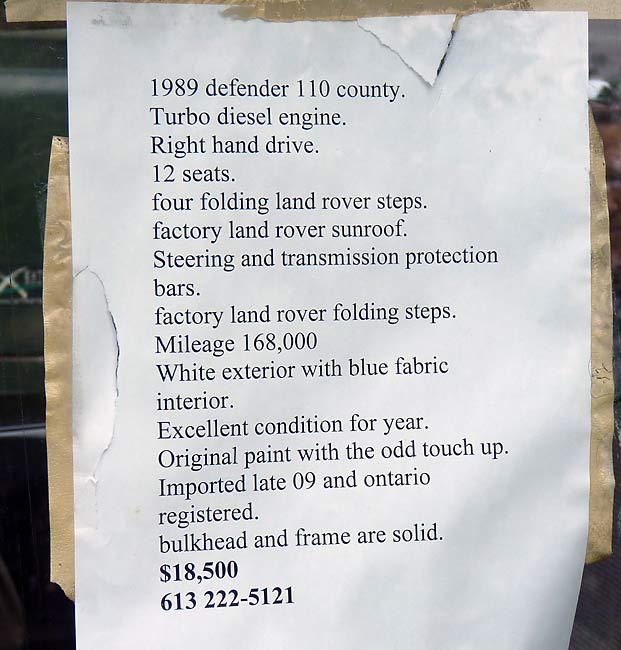 1989 defender 110 county.
Turbo diesel engine.
Right hand drive.
12 seats.
four folding land rover steps.
factory land rover sunroof.
Steering and transmission protection
bars.
factory land rover folding steps.
Mileage 168,000
White exterior with blue fabric
interior.
Excellent condition for year.
Original paint with the odd touch up.
Imported late 09 and ontario
registered.
bulkhead and frame are solid.
$18,500
613 222-5121